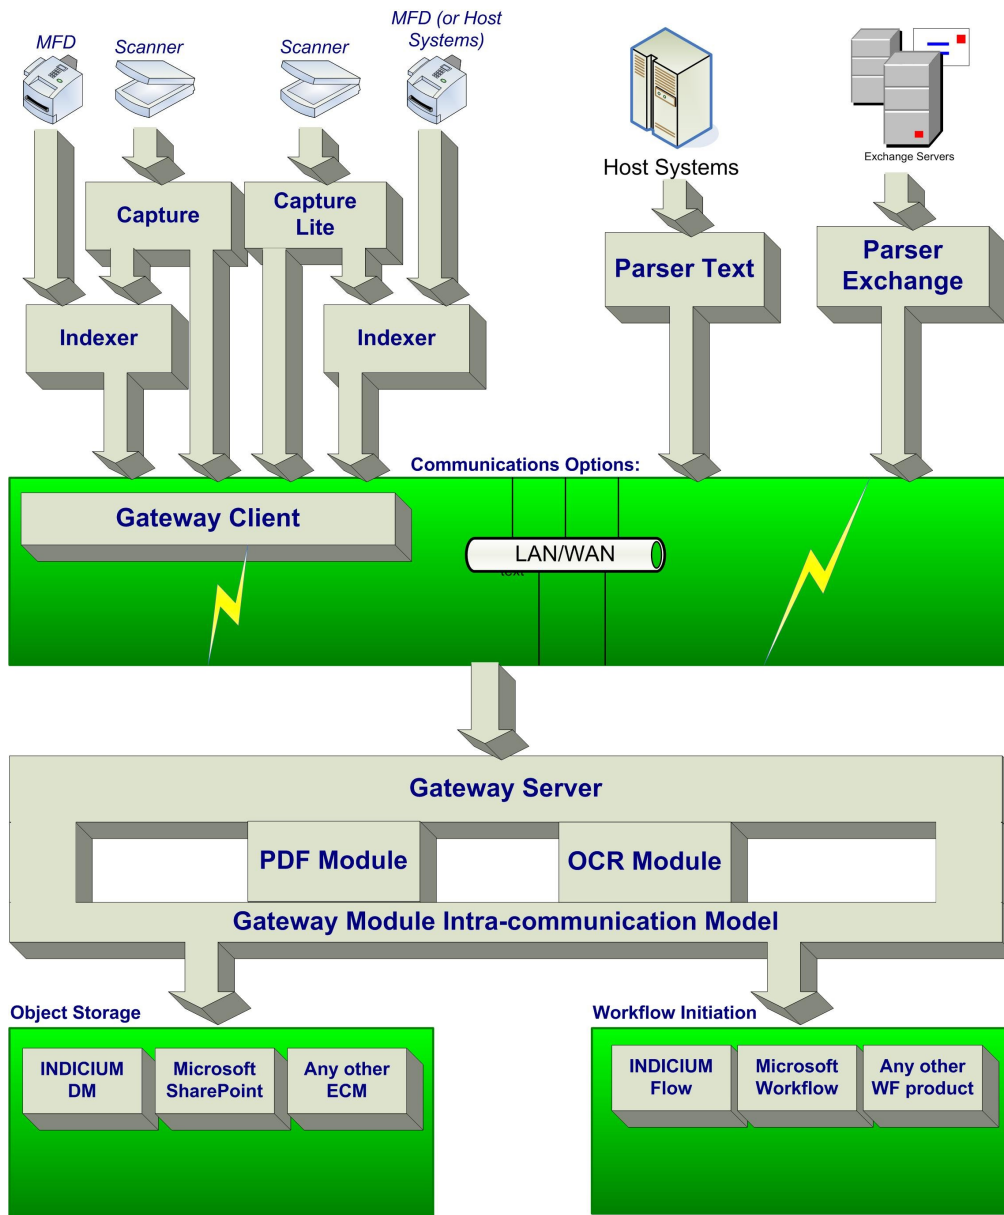 MFD
Scanner
Scanner
MFD (or Host
Systems)
Host Systems
Exchange Servers
Capture
Capture
Lite
Parser Text
Parser
Exchange
Indexer
Indexer
Communications Options:
Gateway Client
LAN/WAN
text
Gateway Server
PDF Module
OCR Module
Gateway Module Intra-communication Model
Object Storage
Workflow Initiation
INDICIUM
DM
Microsoft
SharePoint
Any other
ECM
INDICIUM
Flow
Microsoft
Workflow
Any other
WF product